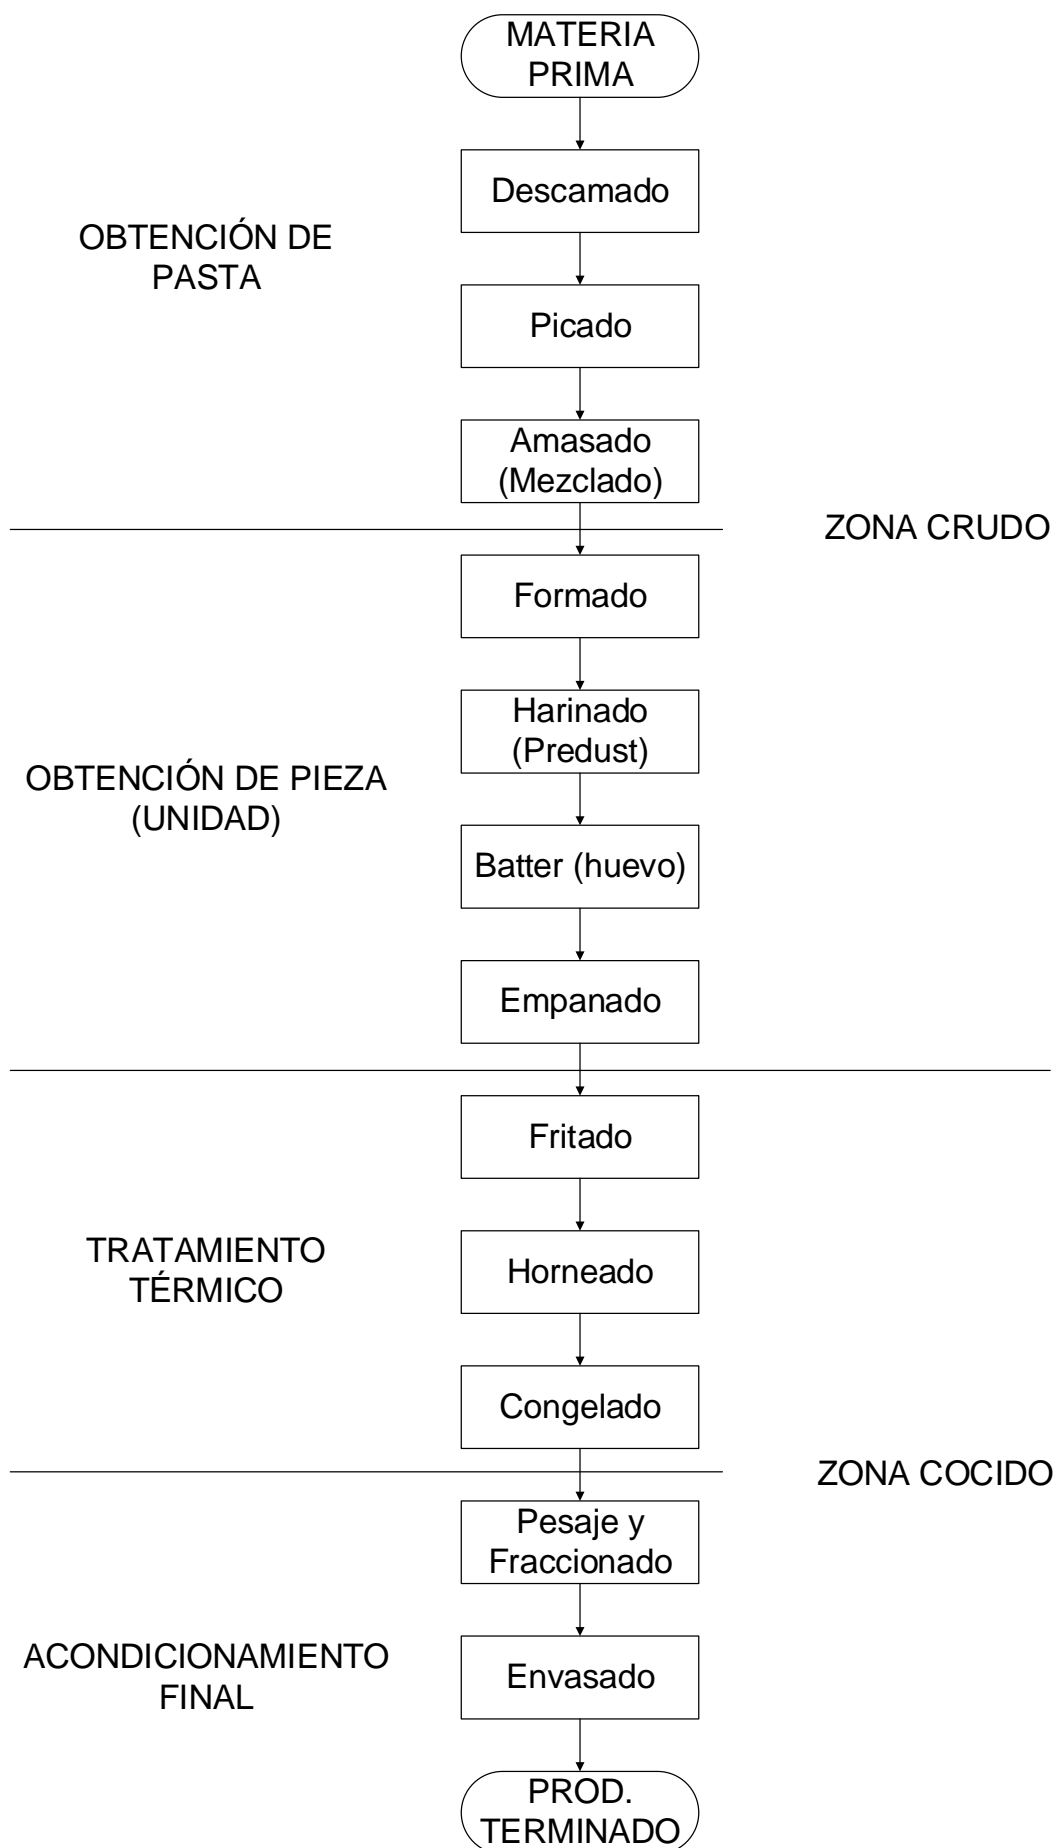 MATERIA
PRIMA
Descamado
OBTENCIÓN DE
PASTA
Picado
Amasado
(Mezclado)
ZONA CRUDO
Formado
Harinado
(Predust)
OBTENCIÓN DE PIEZA
(UNIDAD)
Batter (huevo)
Empanado
Fritado
TRATAMIENTO
TÉRMICO
Horneado
Congelado
ZONA COCIDO
Pesaje y
Fraccionado
ACONDICIONAMIENTO
FINAL
Envasado
PROD.
TERMINADO